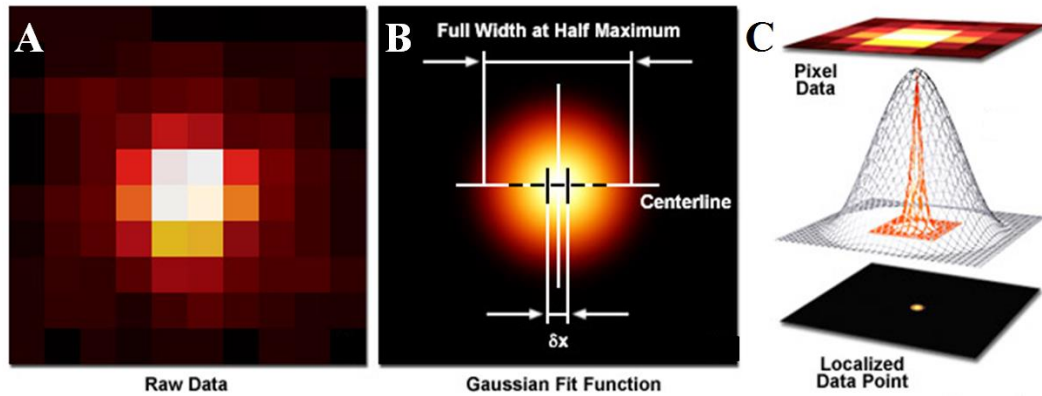 A
Raw Data
B
Full Width at Half Maximum
Centerline
δx
Gaussian Fit Function
C
Pixel
Data
Localized
Data Point